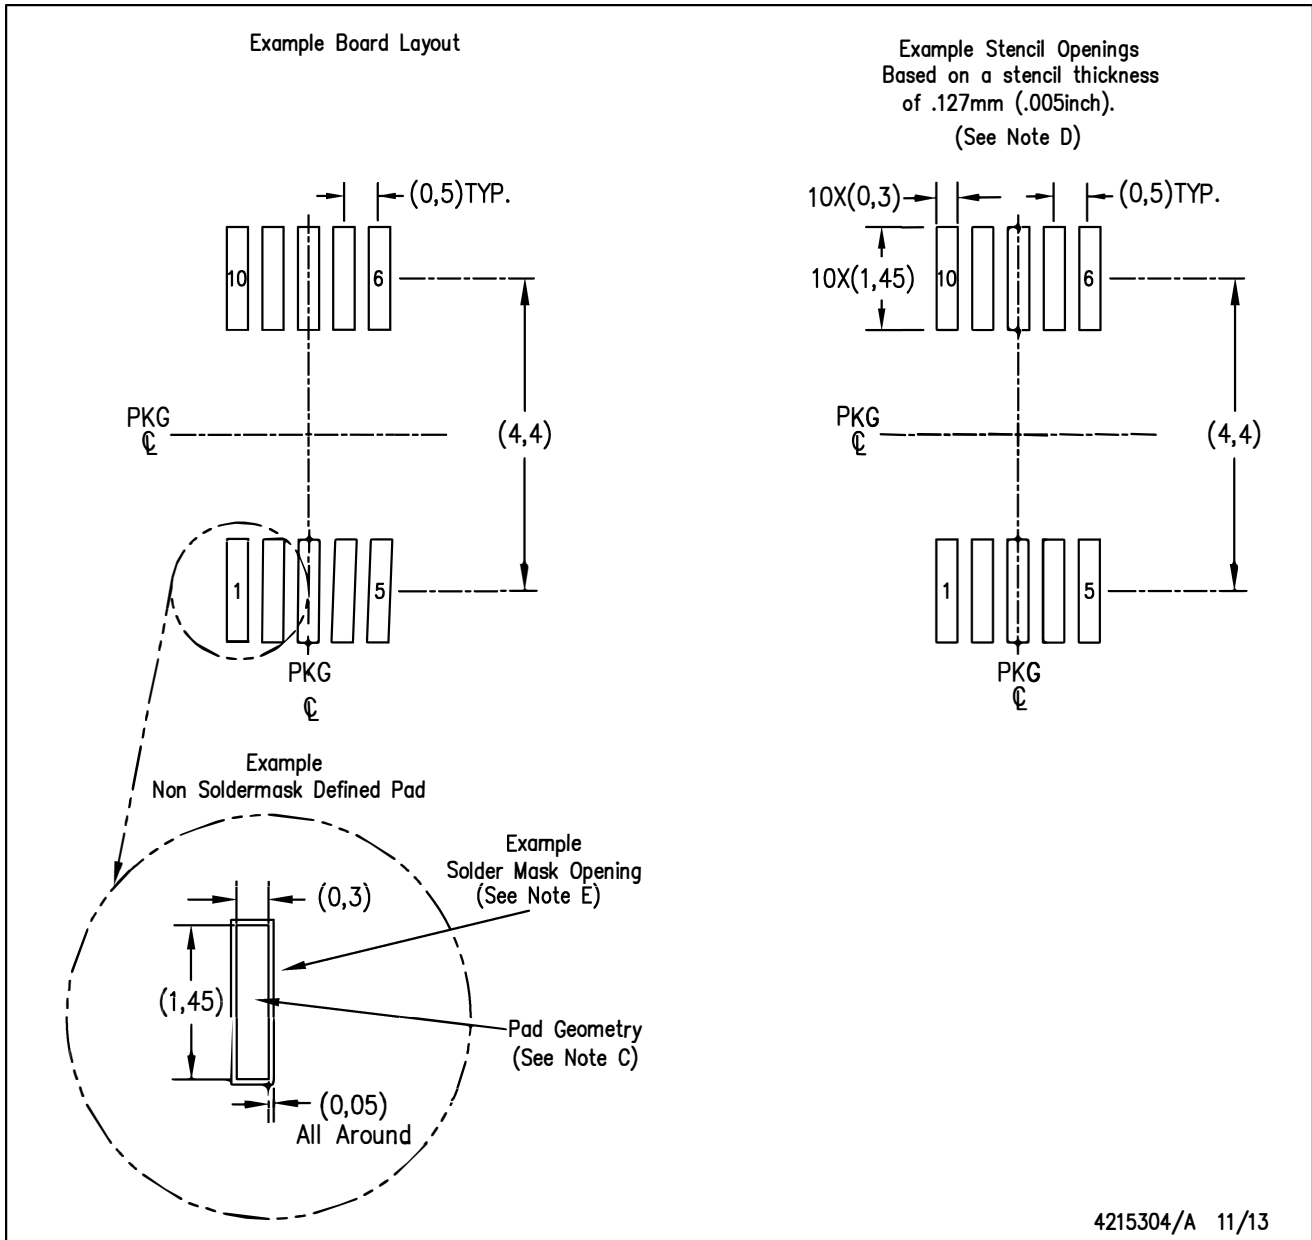 Example Board Layout
(0,5)TYP.
10
6
PKG
℄
(4,4)
1
5
PKG
℄
Example
Non Soldermask Defined Pad
(0,3)
(1,45)
(0,05)
All Around
Example
Solder Mask Opening
(See Note E)
Pad Geometry
(See Note C)
Example Stencil Openings
Based on a stencil thickness
of .127mm (.005inch).
(See Note D)
10X(0,3)
(0,5)TYP.
10X(1,45)
10
6
PKG
℄
(4,4)
1
5
PKG
℄
4215304/A 11/13